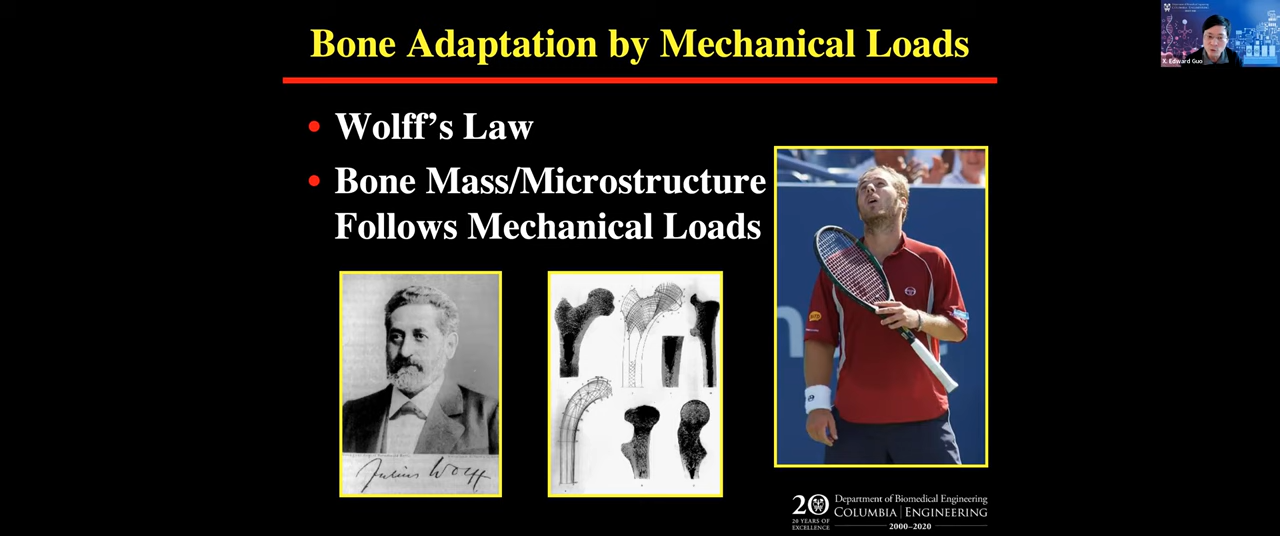 Bone Adaptation by Mechanical Loads
• Wolff’s Law
• Bone Mass/Microstructure
Follows Mechanical Loads
Julius Wolff
20
20 YEARS OF
EXCELLENCE
Department of Biomedical Engineering
COLUMBIA | ENGINEERING
2000–2020
X. Edward Guo